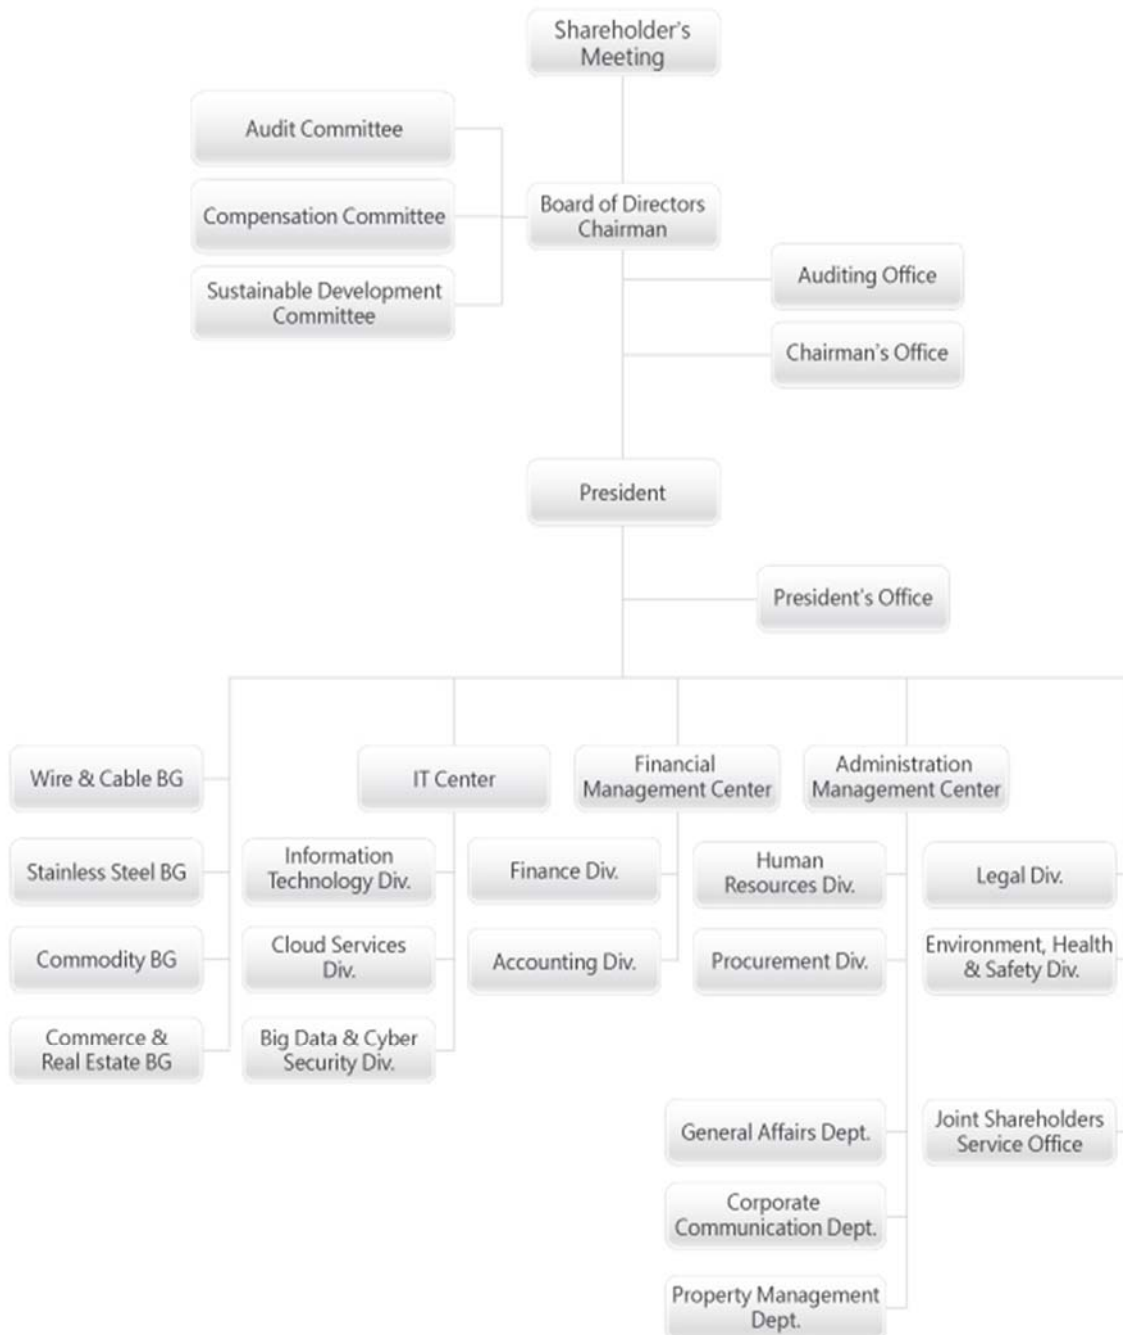 Shareholder's
Meeting
Audit Committee
Compensation Committee
Sustainable Development
Committee
Board of Directors
Chairman
Auditing Office
Chairman's Office
President
President's Office
Wire & Cable BG
Stainless Steel BG
Commodity BG
Commerce &
Real Estate BG
IT Center
Information
Technology Div.
Cloud Services
Div.
Big Data & Cyber
Security Div.
Financial
Management Center
Finance Div.
Accounting Div.
Administration
Management Center
Human
Resources Div.
Procurement Div.
General Affairs Dept.
Corporate
Communication Dept.
Property Management
Dept.
Legal Div.
Environment, Health
& Safety Div.
Joint Shareholders
Service Office